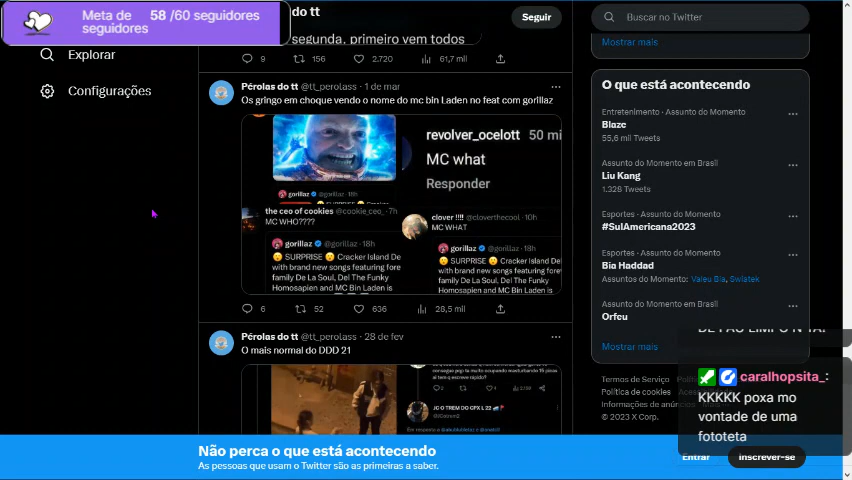 Meta de seguidores
58 /60 seguidores
Explorar
Configurações
do tt
Seguir
segunda, primeiro vem todos
9 156 2.720 61,7 mil
Pérolas do tt @tt_perolass · 1 de mar
Os gringo em choque vendo o nome do mc bin Laden no feat com gorillaz
revolver_ocelott 50 mi
MC what
Responder
gorillaz @gorillaz · 18h
the ceo of cookies @cookie_ceo_ · 7h
MC WHO????
gorillaz @gorillaz · 18h
SURPRISE Cracker Island De
with brand new songs featuring fore
family De La Soul, Del The Funky
Homosapien and MC Bin Laden is
clover !!!! @cloverthecool · 10h
MC WHAT
gorillaz @gorillaz · 18h
SURPRISE Cracker Island De
with brand new songs featuring fore
family De La Soul, Del The Funky
Homosapien and MC Bin Laden is
6 52 636 28,5 mil
Pérolas do tt @tt_perolass · 28 de fev
O mais normal do DDD 21
JG O TREM DO CPX L 22
Buscar no Twitter
Mostrar mais
O que está acontecendo
Entretenimento · Assunto do Momento
Blaze
55,6 mil Tweets
Assunto do Momento em Brasil
Liu Kang
1.328 Tweets
Esportes · Assunto do Momento
#SulAmericana2023
Esportes · Assunto do Momento
Bia Haddad
Assuntos do Momento: Valeu Bia, Swiatek
Assunto do Momento em Brasil
Orfeu
Mostrar mais
Termos de Serviço
Política de cookies
Informações de anúncios
© 2023 X Corp.
caralhopsita_:
KKKKK poxa mo
vontade de uma
fototeta
Não perca o que está acontecendo
As pessoas que usam o Twitter são as primeiras a saber.
Entrar
Inscrever-se